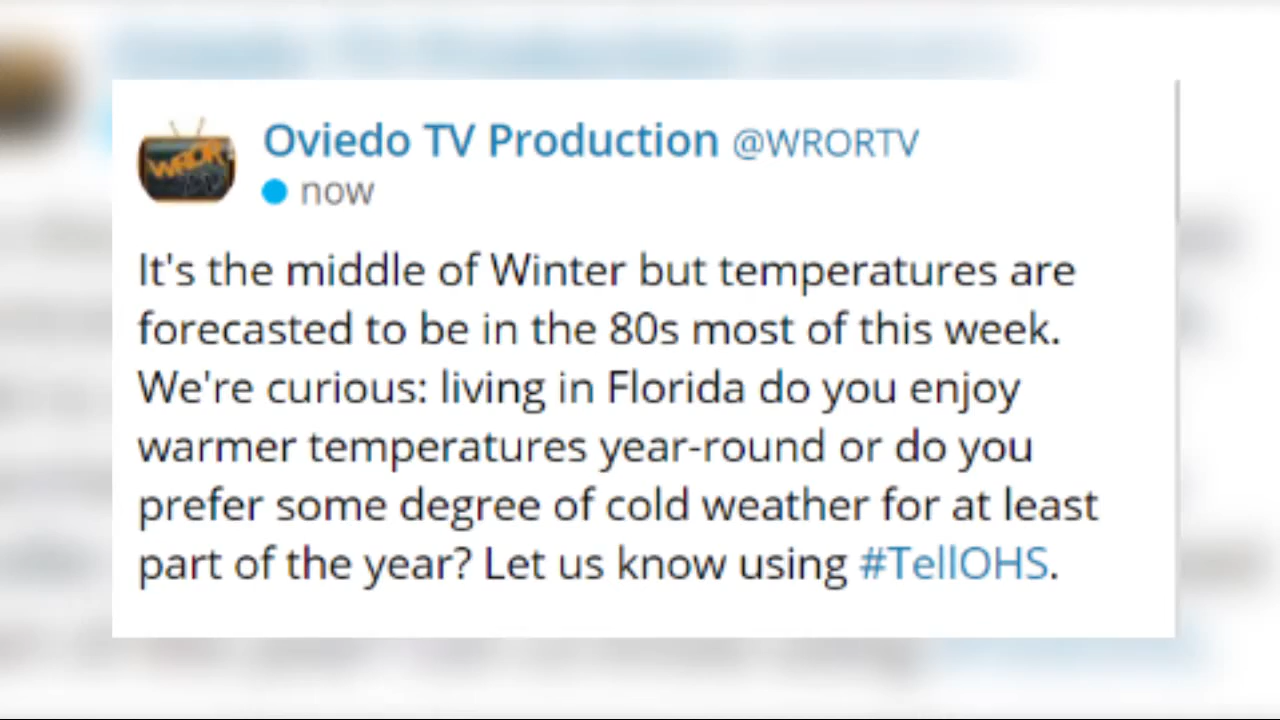 Oviedo TV Production @WRORTV
now
It's the middle of Winter but temperatures are
forecasted to be in the 80s most of this week.
We're curious: living in Florida do you enjoy
warmer temperatures year-round or do you
prefer some degree of cold weather for at least
part of the year? Let us know using #TellOHS.